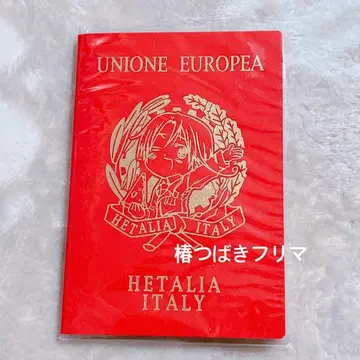 UNIONE EUROPEA
HETALIA ITALY
椿つばきフリマ
HETALIA
ITALY